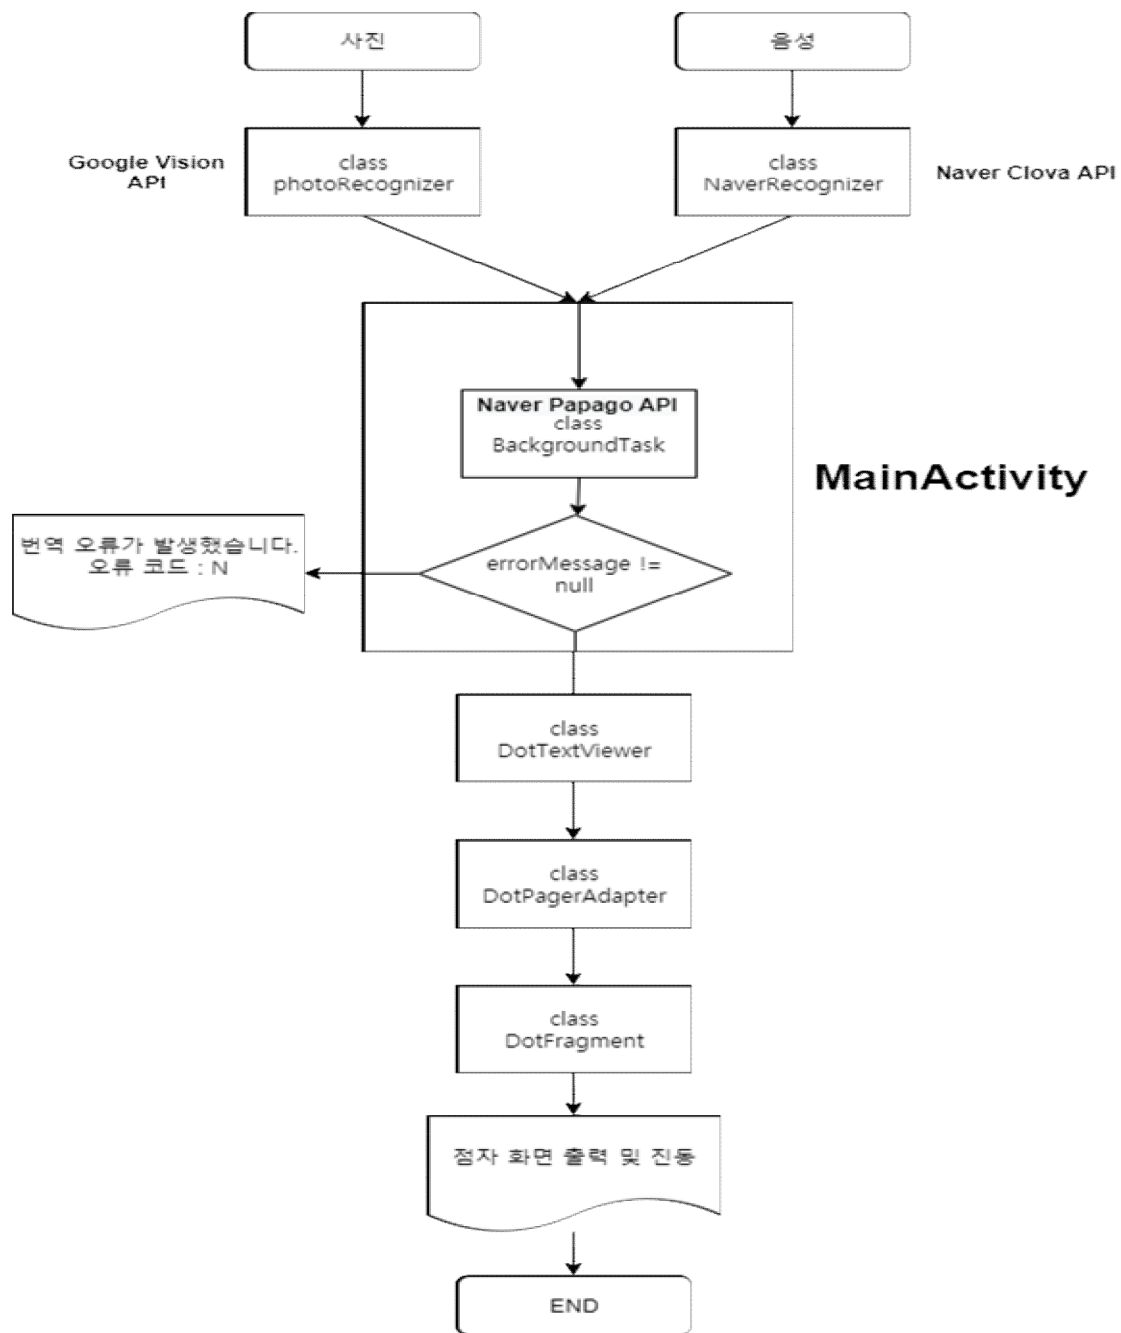 사진
음성
Google Vision
API
class
photoRecognizer
class
NaverRecognizer
Naver Clova API
Naver Papago API
class
BackgroundTask
MainActivity
번역 오류가 발생했습니다.
오류 코드 : N
errorMessage !=
null
class
DotTextViewer
class
DotPagerAdapter
class
DotFragment
점자 화면 출력 및 진동
END